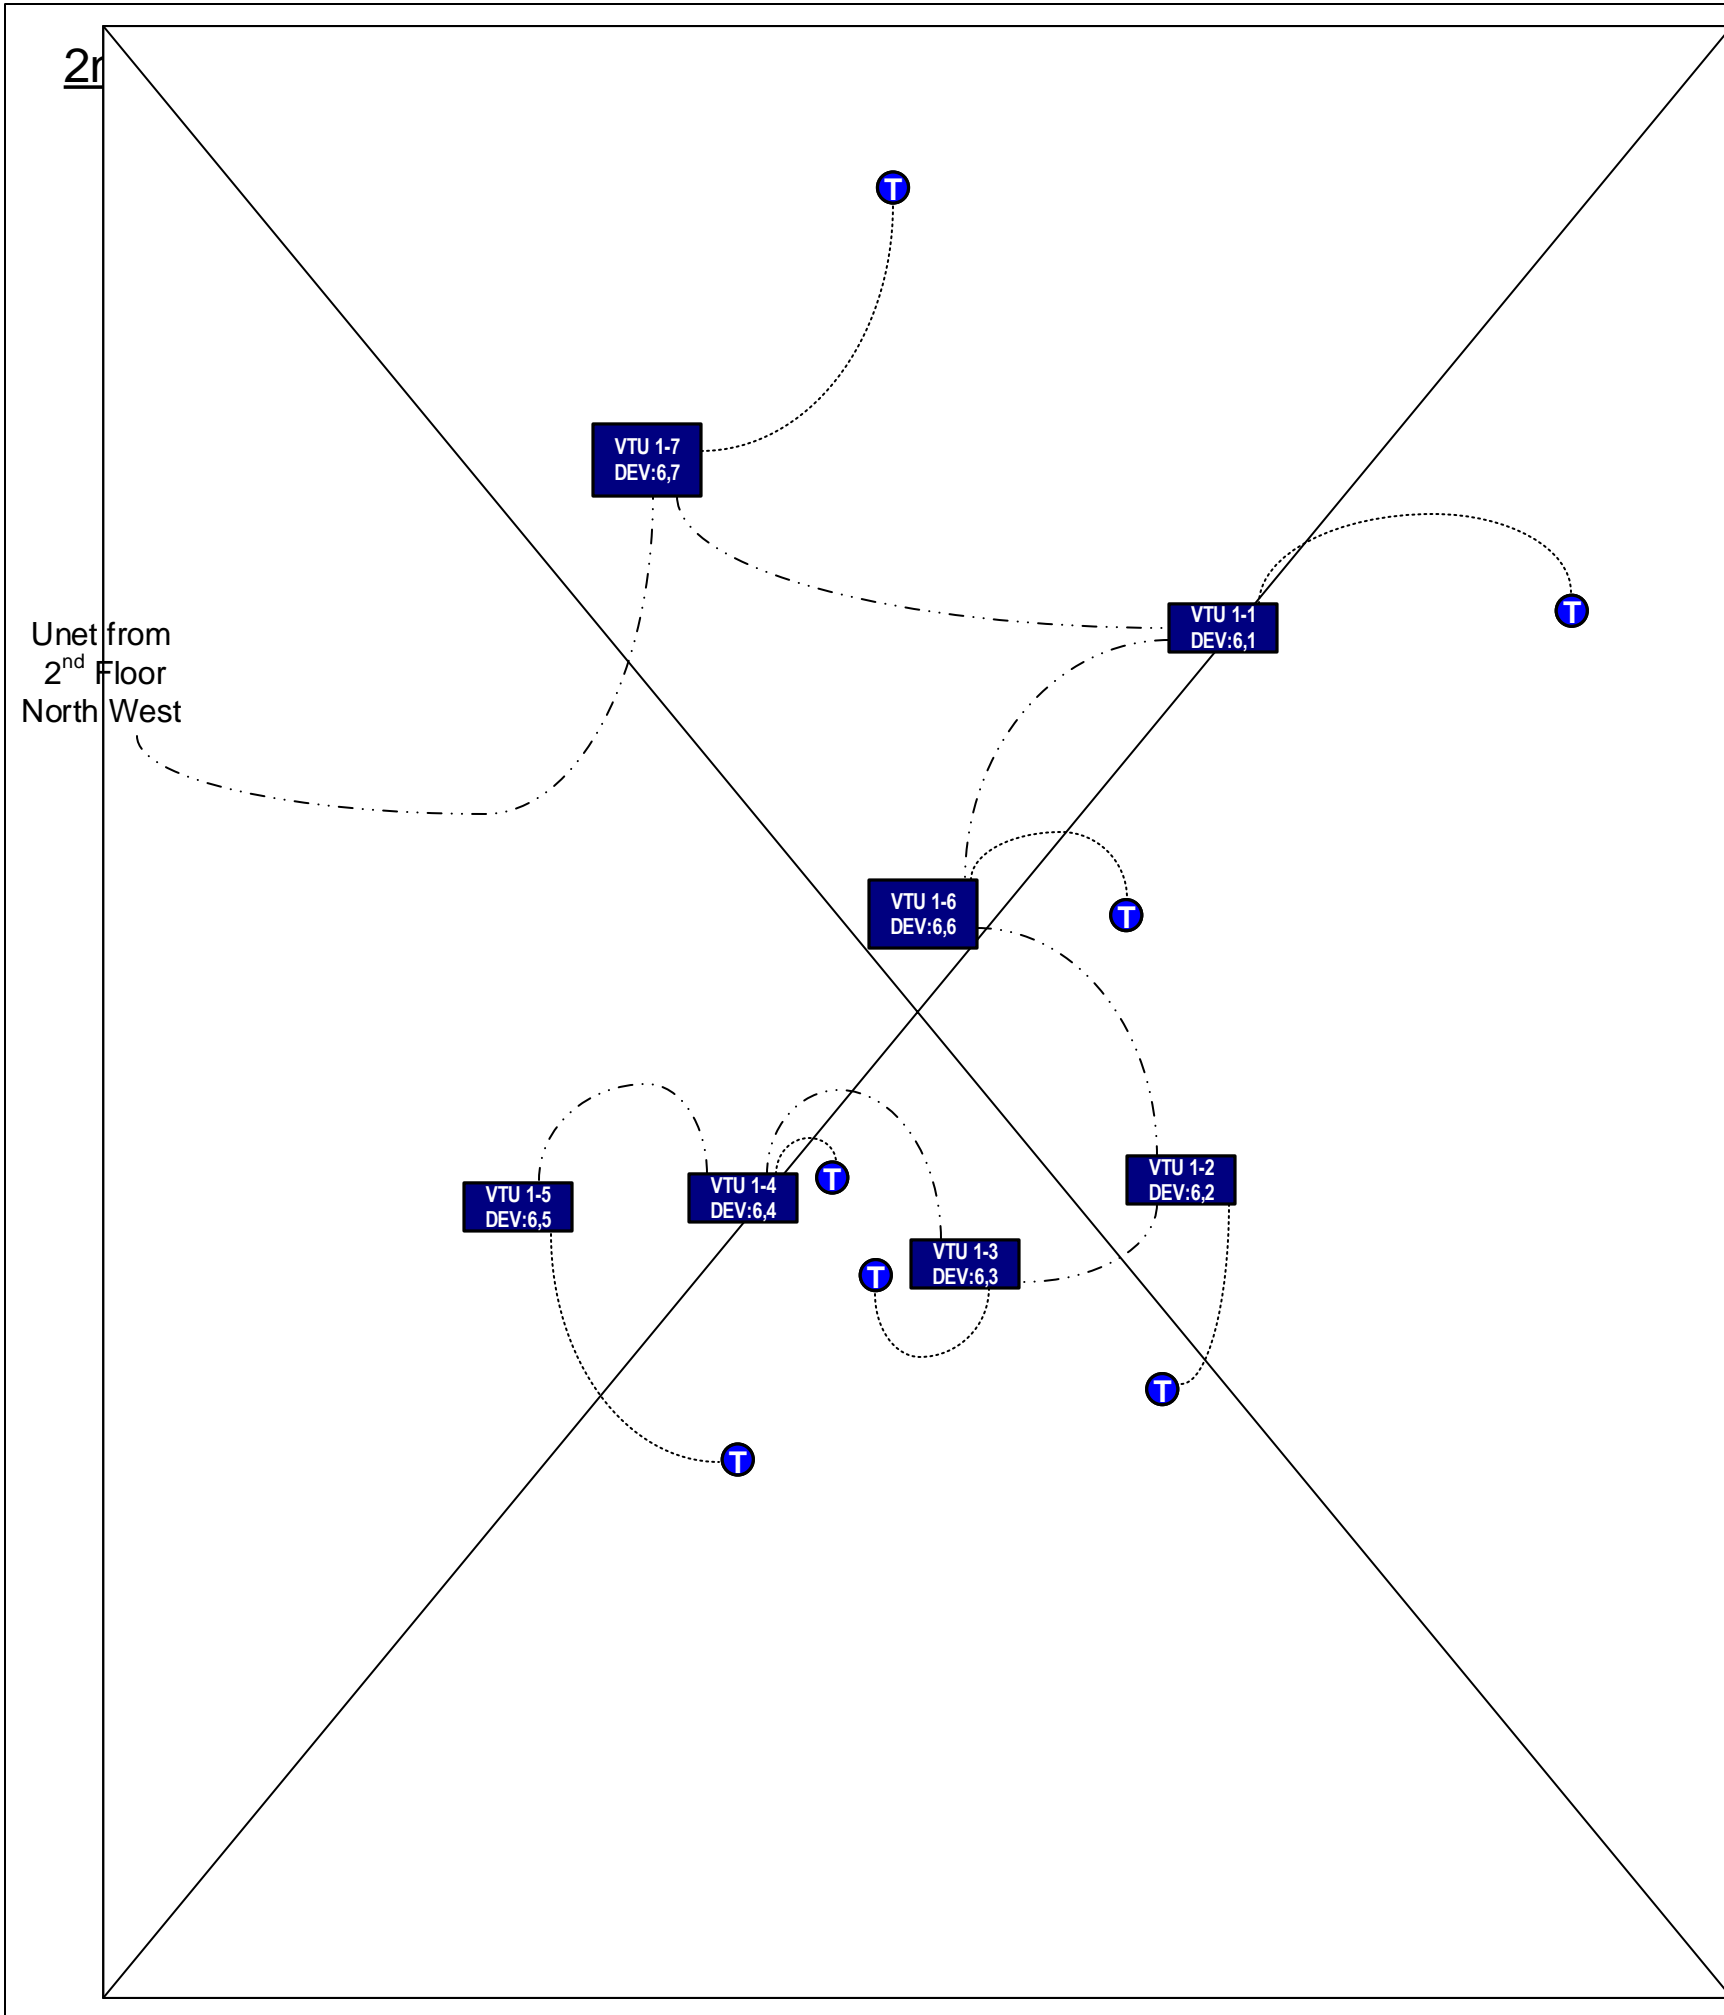 T
VTU 1-7
DEV:6,7
VTU 1-1
DEV:6,1
T
Unet from
2nd Floor
North West
VTU 1-6
DEV:6,6
T
VTU 1-5
DEV:6,5
VTU 1-4
DEV:6,4
T
VTU 1-2
DEV:6,2
T
VTU 1-3
DEV:6,3
T
T